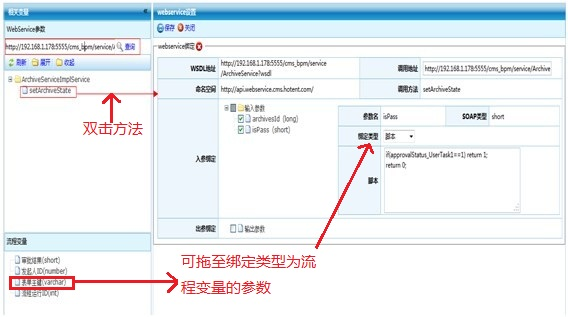 相关变量
WebService参数
http://192.168.1.178:5555/cms_bpm/service/
查询
刷新 展开 收起
ArchiveServiceImplService
setArchiveState
双击方法
流程变量
审批结果(short)
发起人ID(number)
表单主键(varchar)
流程运行ID(int)
webservice设置
保存 关闭
webservice绑定
WSDL地址
http://192.168.1.178:5555/cms_bpm/service
/ArchiveService?wsdl
调用地址
http://192.168.1.178:5555/cms_bpm/service/Archive
命名空间
http://api.webservice.cms.hotent.com/
调用方法
setArchiveState
入参绑定
输入参数
archivesId (long)
isPass (short)
参数名
isPass
SOAP类型
short
绑定类型
脚本
脚本
if(approvalStatus_UserTask1==1) return 1;
return 0;
出参绑定
输出参数
可拖至绑定类型为流
程变量的参数